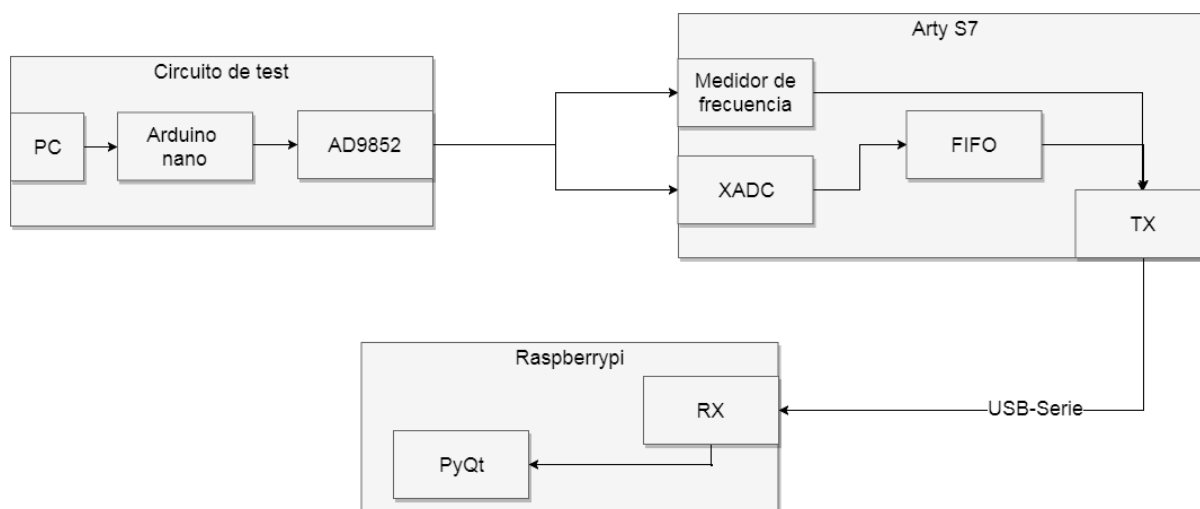 Arty S7
Circuito de test
PC
Arduino
nano
AD9852
Medidor de
frecuencia
XADC
FIFO
TX
Raspberrypi
RX
USB-Serie
PyQt